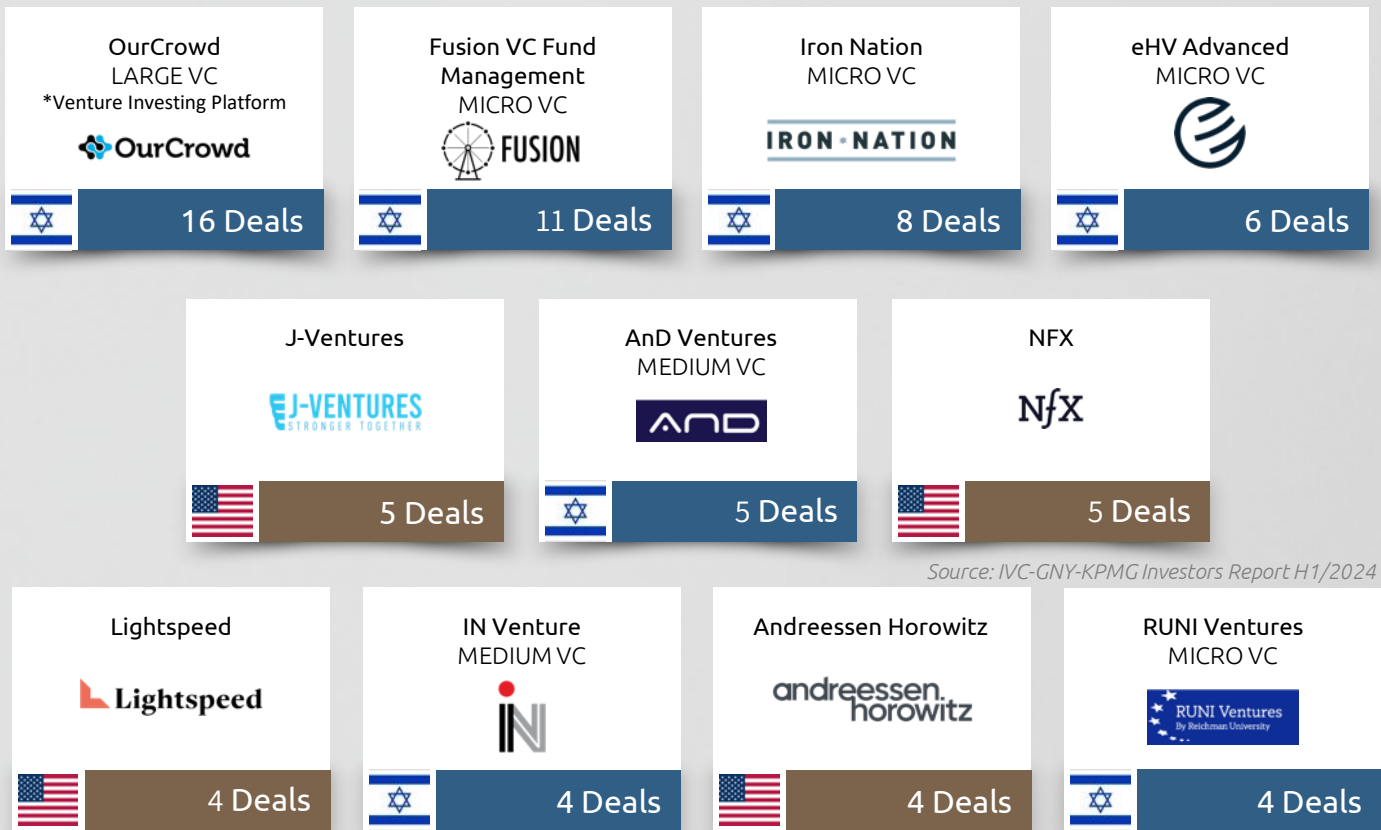 OurCrowd
LARGE VC
*Venture Investing Platform
OurCrowd
16 Deals
Fusion VC Fund
Management
MICRO VC
FUSION
11 Deals
Iron Nation
MICRO VC
IRON NATION
8 Deals
eHV Advanced
MICRO VC
6 Deals
J-Ventures
J-VENTURES
STRONGER TOGETHER
5 Deals
AnD Ventures
MEDIUM VC
AND
5 Deals
NFX
NfX
5 Deals
Source: IVC-GNY-KPMG Investors Report H1/2024
Lightspeed
Lightspeed
4 Deals
IN Venture
MEDIUM VC
iN
4 Deals
Andreessen Horowitz
andreessen.
horowitz
4 Deals
RUNI Ventures
MICRO VC
RUNI Ventures
By Reichman University
4 Deals